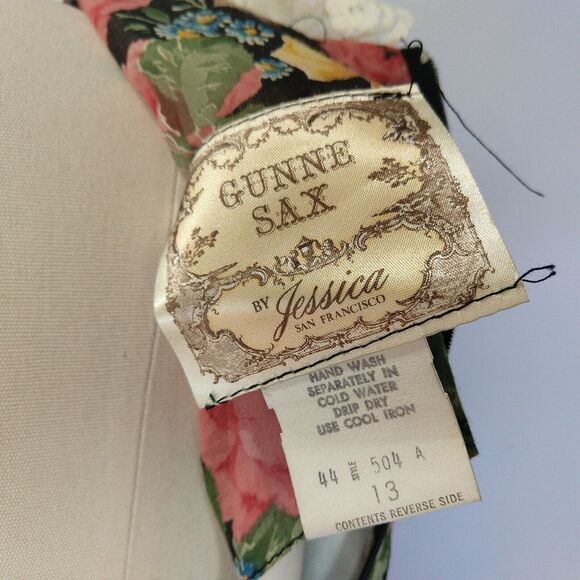 GUNNE
SAX
BY Jessica
SAN FRANCISCO
HAND WASH
SEPARATELY IN
COLD WATER
DRIP DRY
USE COOL IRON
44 STYLE 504 A
13
CONTENTS REVERSE SIDE